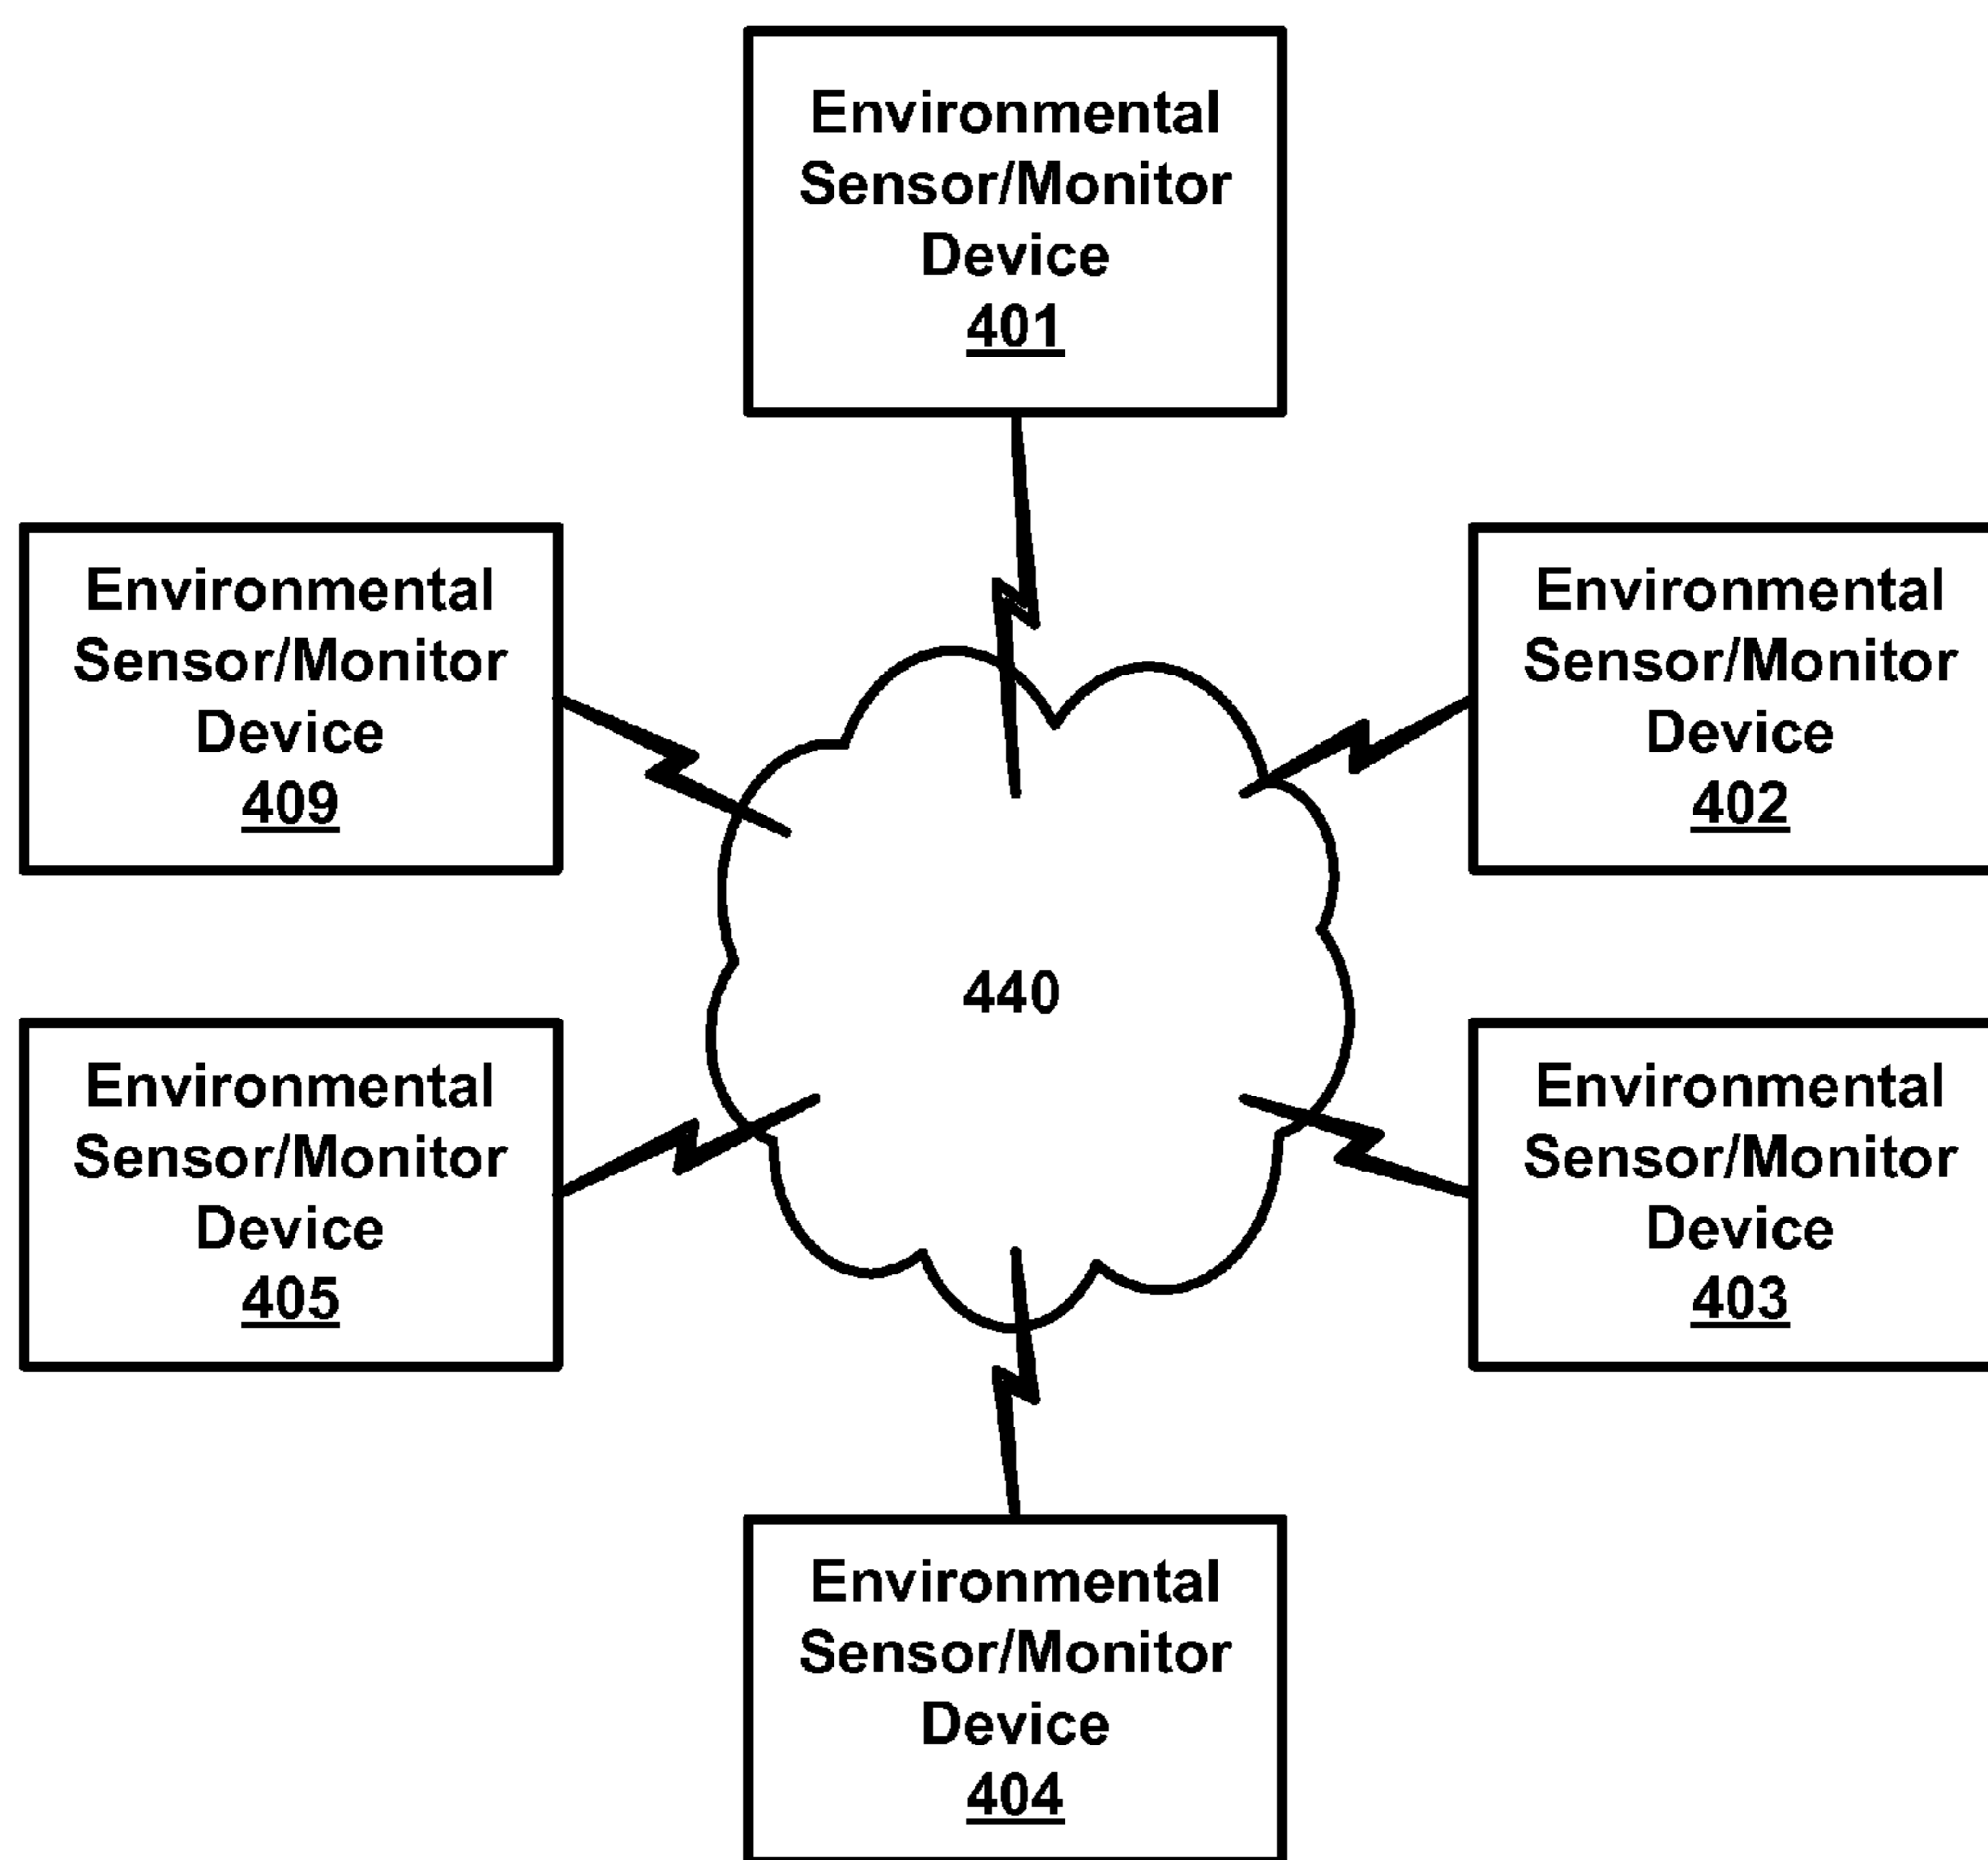 Environmental
Sensor/Monitor
Device
401
Environmental
Sensor/Monitor
Device
409
Environmental
Sensor/Monitor
Device
402
440
Environmental
Sensor/Monitor
Device
405
Environmental
Sensor/Monitor
Device
403
Environmental
Sensor/Monitor
Device
404